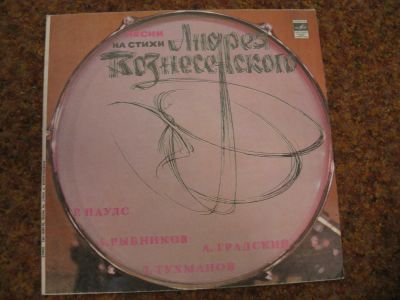 ПЕСНИ
НА СТИХИ
Андрея
Вознесенского
Р. ПАУЛС
А. РЫБНИКОВ
А. ГРАДСКИЙ
Д. ТУХМАНОВ